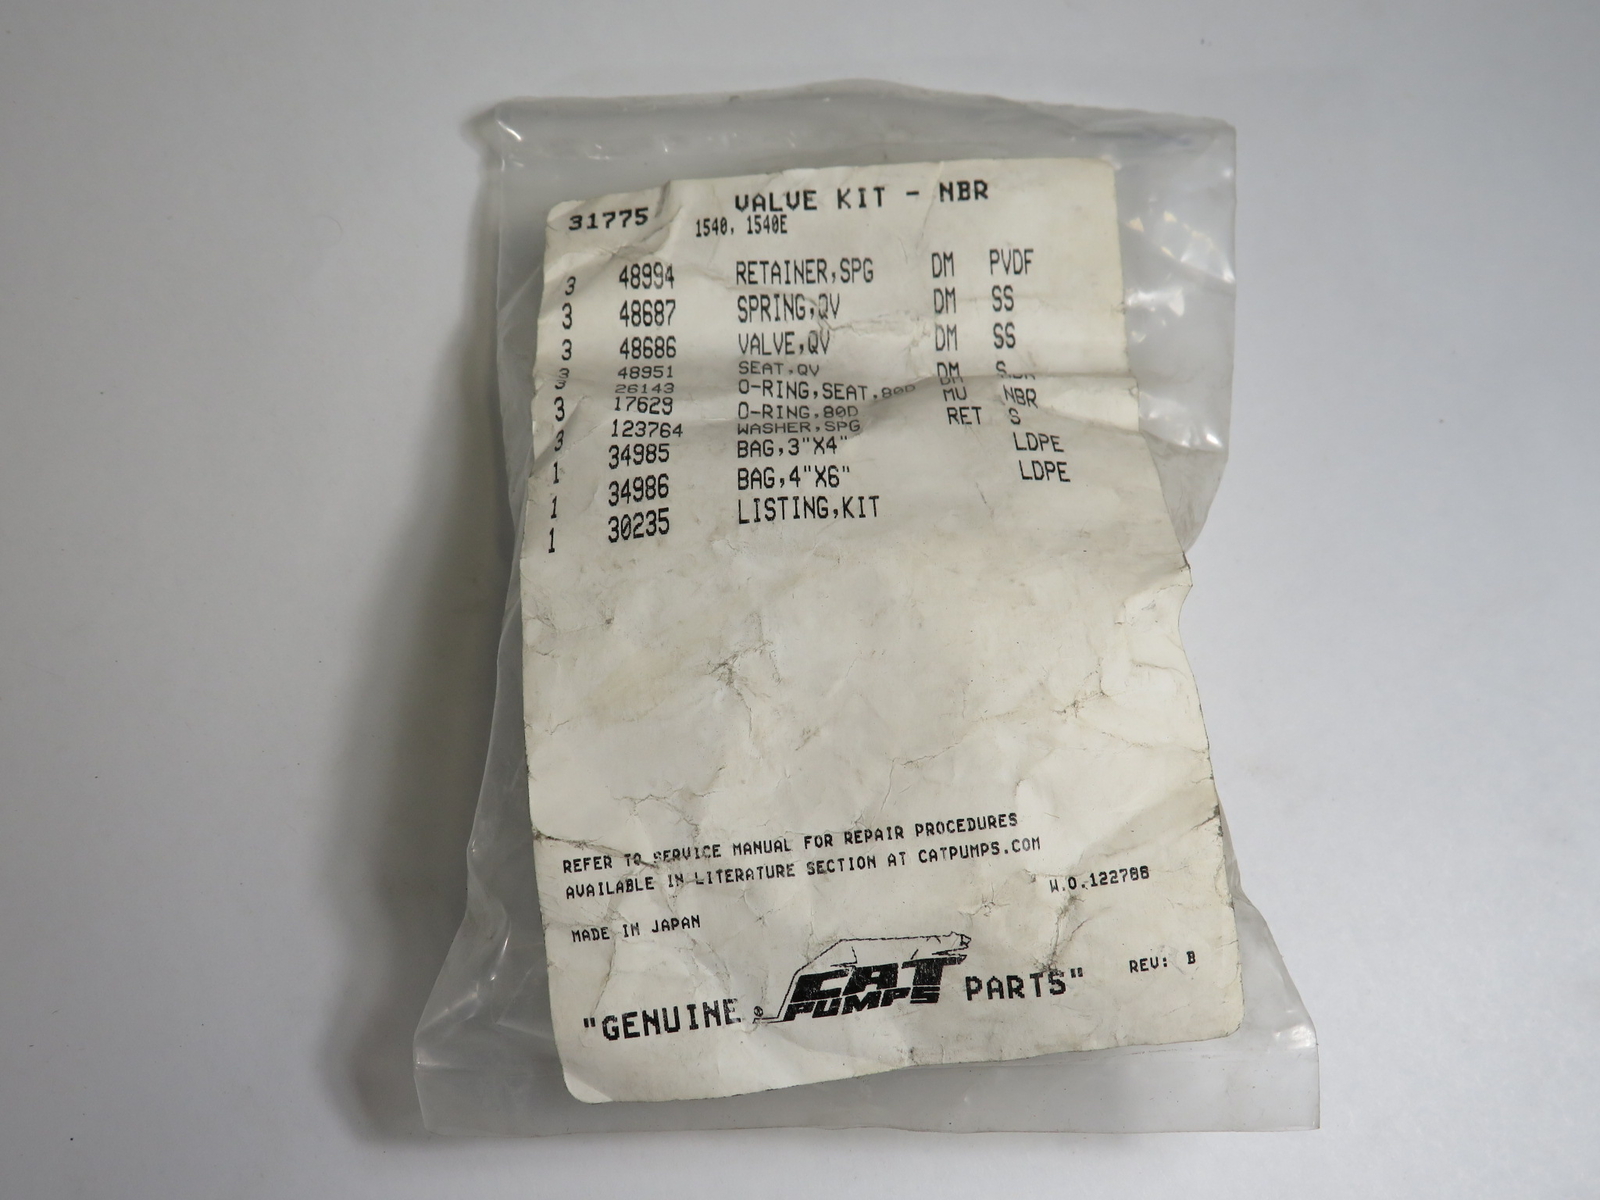 31775 VALVE KIT - NBR
1540, 1540E
3 48994 RETAINER,SPG DM PVDF
3 48687 SPRING,QV DM SS
3 48686 VALVE,QV DM SS
3 48951 SEAT,QV DM
26143 O-RING,SEAT,80D
3 17629 O-RING,80D MU NBR
3 123764 WASHER,SPG RET S
1 34985 BAG,3"X4" LDPE
1 34986 BAG,4"X6" LDPE
1 30235 LISTING,KIT
REFER TO SERVICE MANUAL FOR REPAIR PROCEDURES
AVAILABLE IN LITERATURE SECTION AT CATPUMPS.COM
W.O.122788
MADE IN JAPAN
REV: B
"GENUINE CAT PUMPS PARTS"